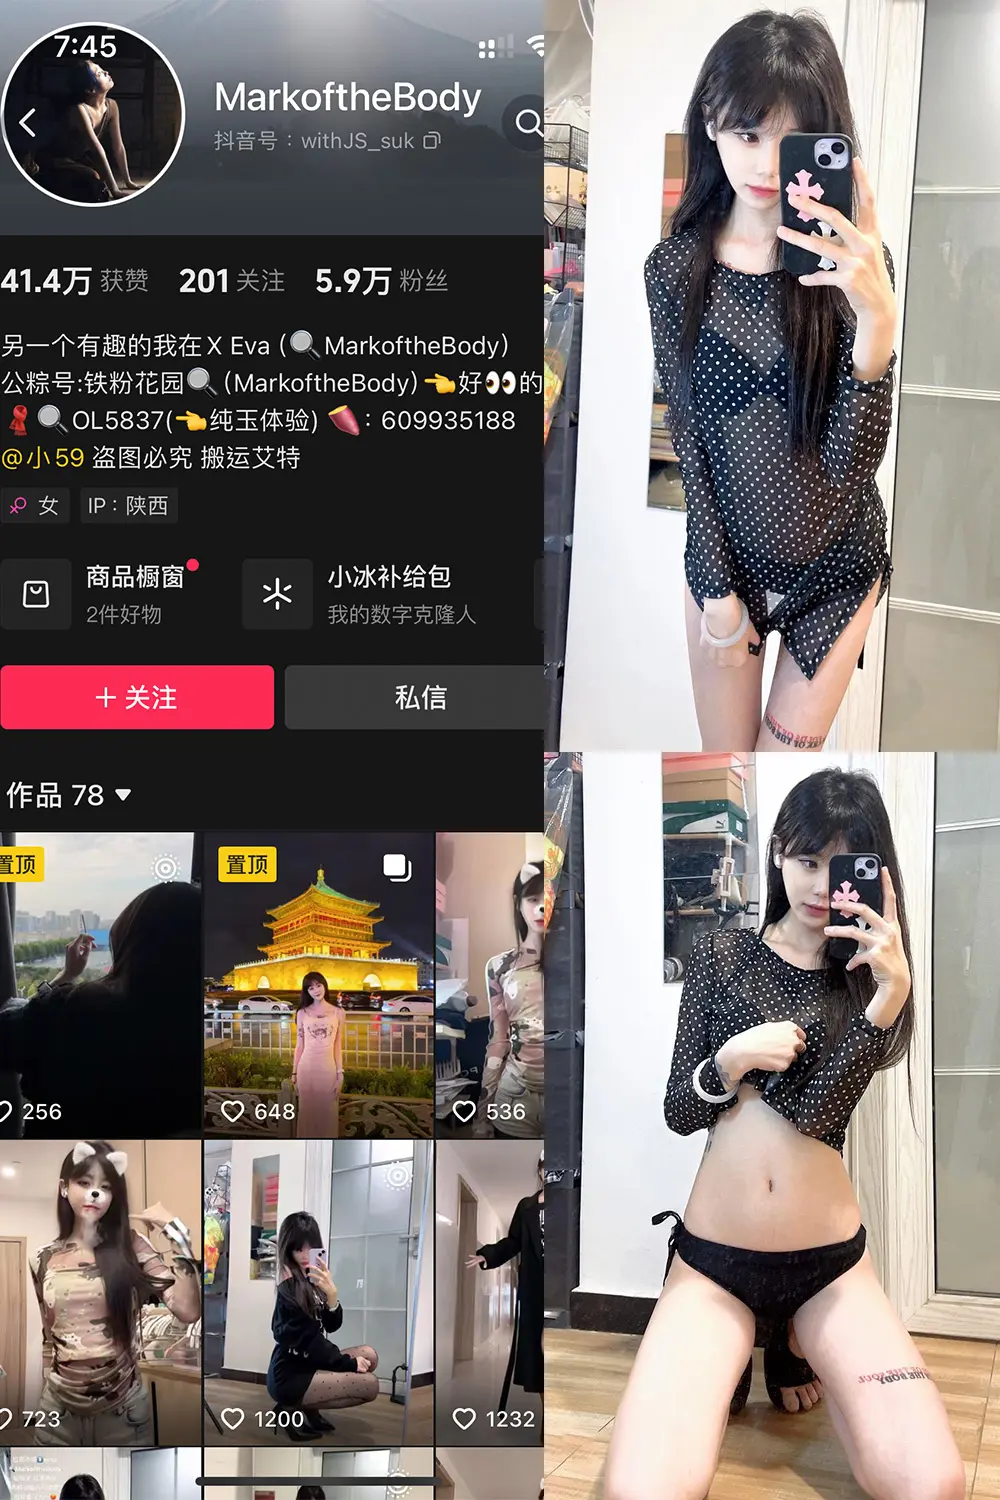 7:45
MarkoftheBody
抖音号：withJS_suk
41.4万 获赞 201 关注 5.9万 粉丝
另一个有趣的我在X Eva (🔍MarkoftheBody)
公粽号:铁粉花园🔍(MarkoftheBody)👈好👀的
🧣🔍OL5837(👈纯玉体验) 🍠: 609935188
@小59 盗图必究 搬运艾特
女 IP：陕西
商品橱窗 小冰补给包
2件好物 我的数字克隆人
+ 关注 私信
作品 78
置顶 置顶
256 648 536
723 1200 1232